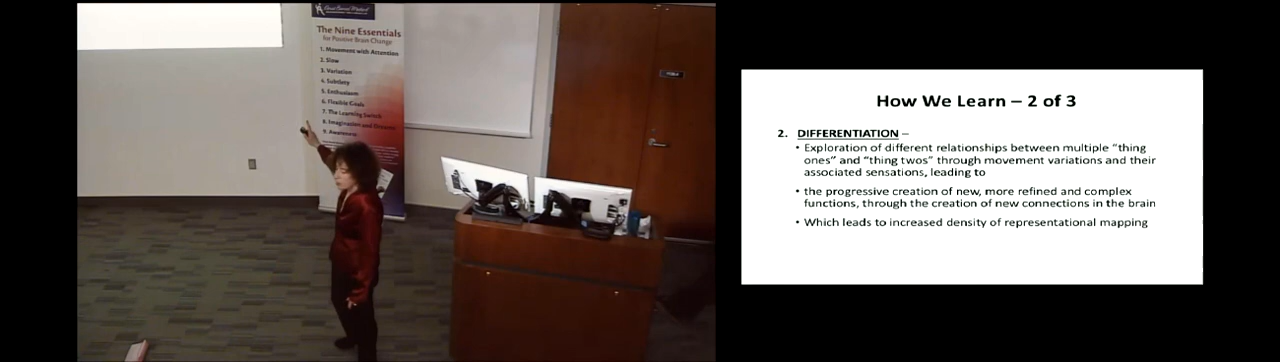 Anat Baniel Method
The Nine Essentials
for Positive Brain Change
1. Movement with Attention
2. Slow
3. Variation
4. Subtlety
5. Enthusiasm
6. Flexible Goals
7. The Learning Switch
8. Imagination and Dreams
9. Awareness
How We Learn – 2 of 3
2. DIFFERENTIATION –
• Exploration of different relationships between multiple "thing
ones" and "thing twos" through movement variations and their
associated sensations, leading to
• the progressive creation of new, more refined and complex
functions, through the creation of new connections in the brain
• Which leads to increased density of representational mapping